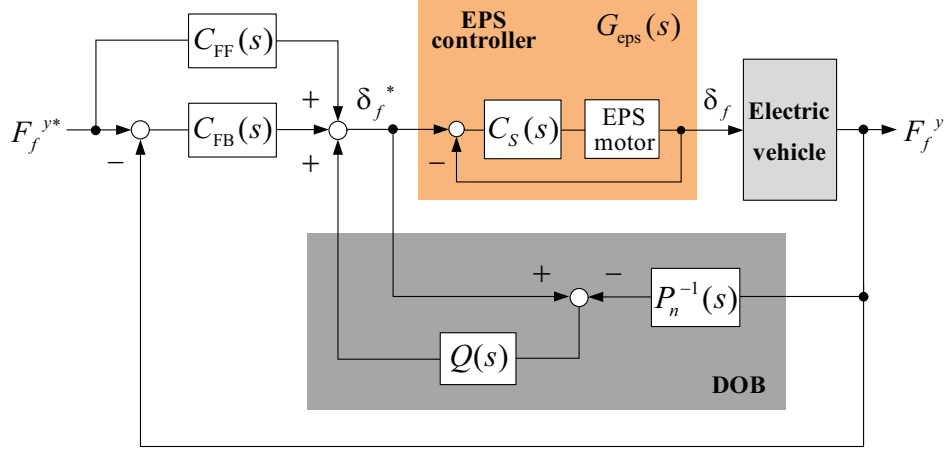 EPS
controller
G_eps(s)
C_FF(s)
F_f^y*
C_FB(s)
+
+
−
δ_f^*
C_S(s)
EPS
motor
−
δ_f
Electric
vehicle
F_f^y
+
−
P_n^−1(s)
Q(s)
DOB